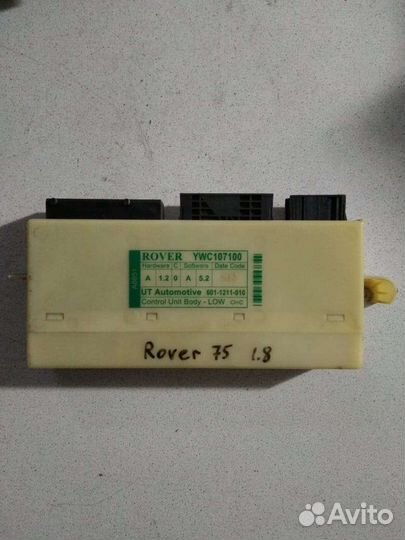 ROVER YWC107100
Hardware C Software Date Code
A 1.2 0 A 5.2
UT Automotive 601-1211-010
Control Unit Body - LOW CHC
Rover 75 1.8
Avito